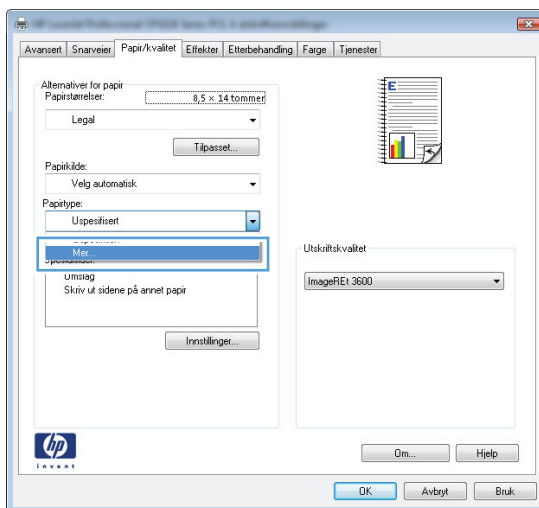 Avansert Snarveier Papir/kvalitet Effekter Etterbehandling Farge Tjenester
Alternativer for papir
Papirstørrelser: 8,5 × 14 tommer
Legal
Tilpasset...
Papirkilde:
Velg automatisk
Papirtype:
Uspesifisert
Mer...
Omslag
Skriv ut sidene på annet papir
Innstillinger...
E
Utskriftskvalitet
ImageREt 3600
hp
invent
Om... Hjelp
OK Avbryt Bruk